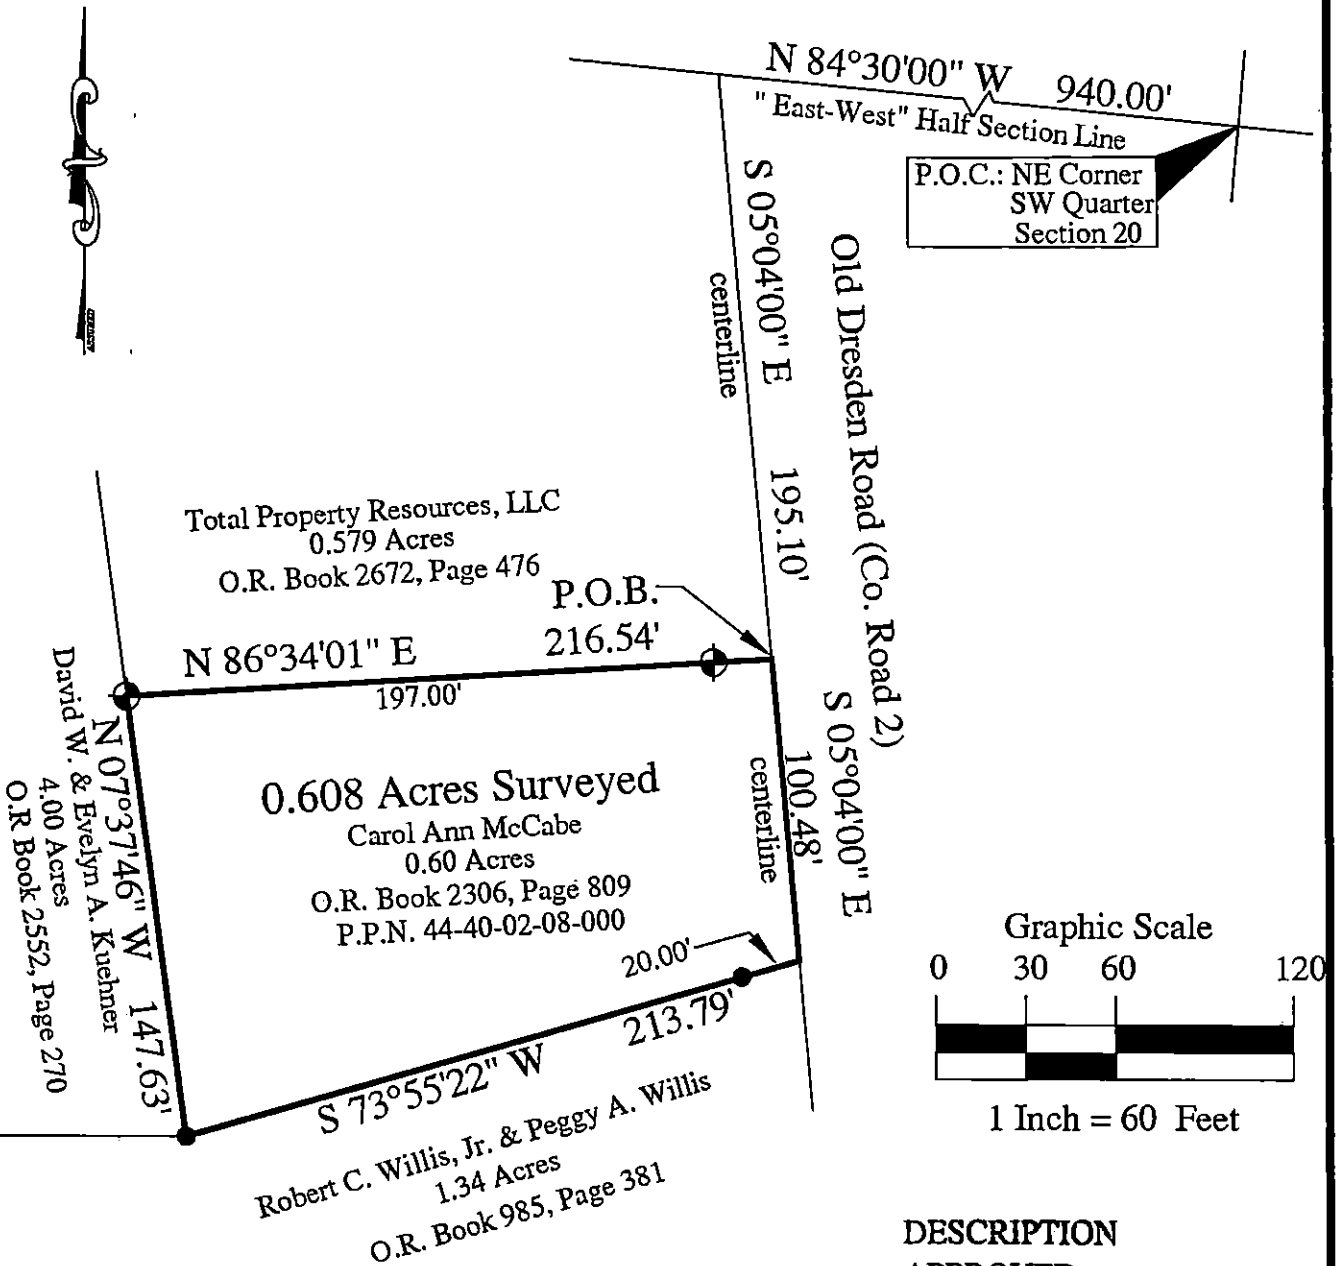 N 84°30'00" W 940.00'
" East-West" Half Section Line
P.O.C.: NE Corner
SW Quarter
Section 20
S 05°04'00" E 195.10'
centerline
Old Dresden Road (Co. Road 2)
Total Property Resources, LLC
0.579 Acres
O.R. Book 2672, Page 476
P.O.B.
N 86°34'01" E 216.54'
197.00'
S 05°04'00" E
100.48'
centerline
N 07°37'46" W 147.63'
David W. & Evelyn A. Kuehner
4.00 Acres
O.R Book 2552, Page 270
0.608 Acres Surveyed
Carol Ann McCabe
0.60 Acres
O.R. Book 2306, Page 809
P.P.N. 44-40-02-08-000
20.00'
S 73°55'22" W 213.79'
Robert C. Willis, Jr. & Peggy A. Willis
1.34 Acres
O.R. Book 985, Page 381
Graphic Scale
0 30 60 120
1 Inch = 60 Feet
DESCRIPTION